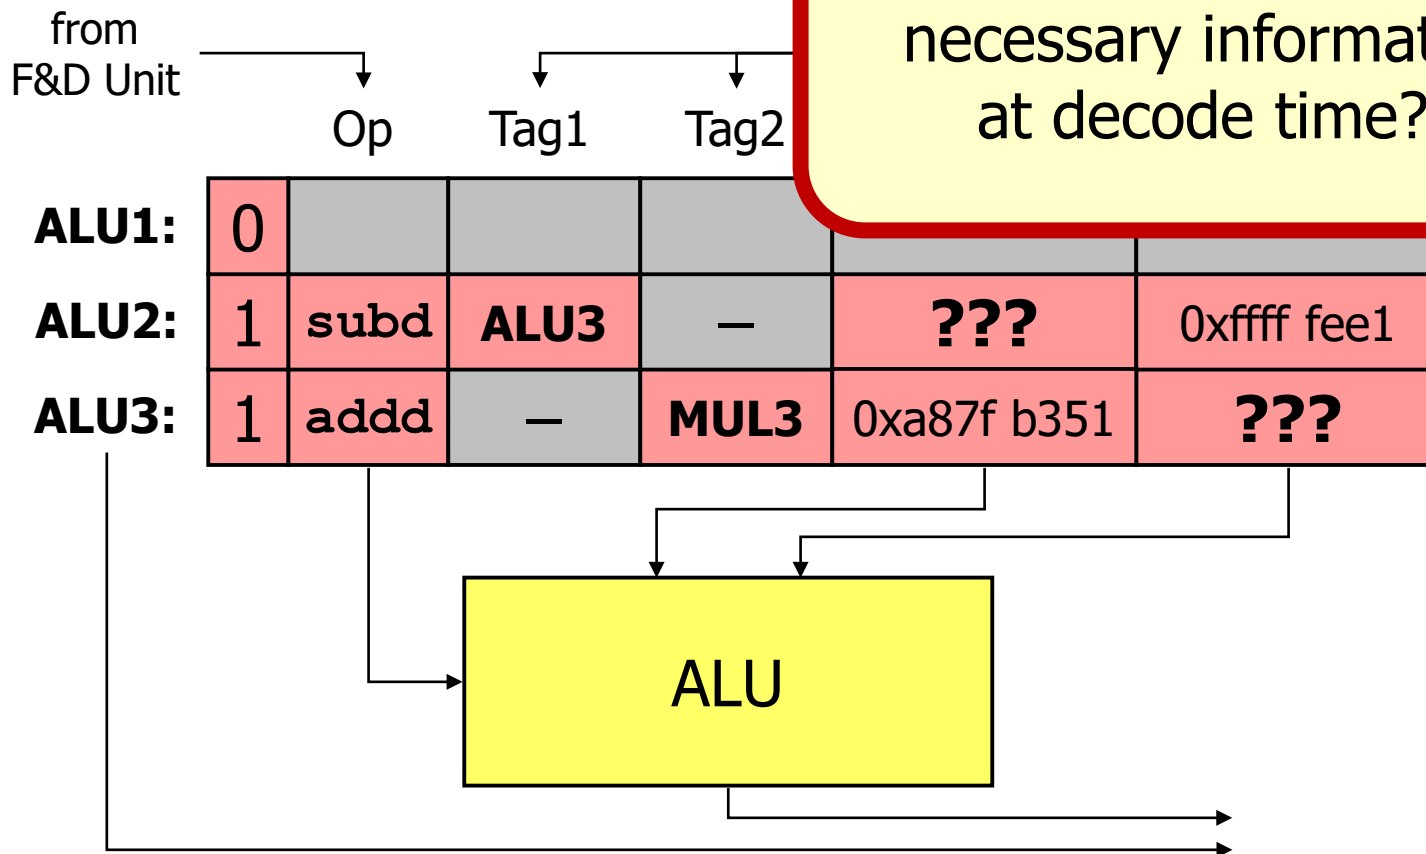 from
F&D Unit
necessary
at decode time?
Op Tag1 Tag2
ALU1: 0
ALU2: 1 subd ALU3 – ??? 0xffff fee1
ALU3: 1 addd – MUL3 0xa87f b351 ???
ALU